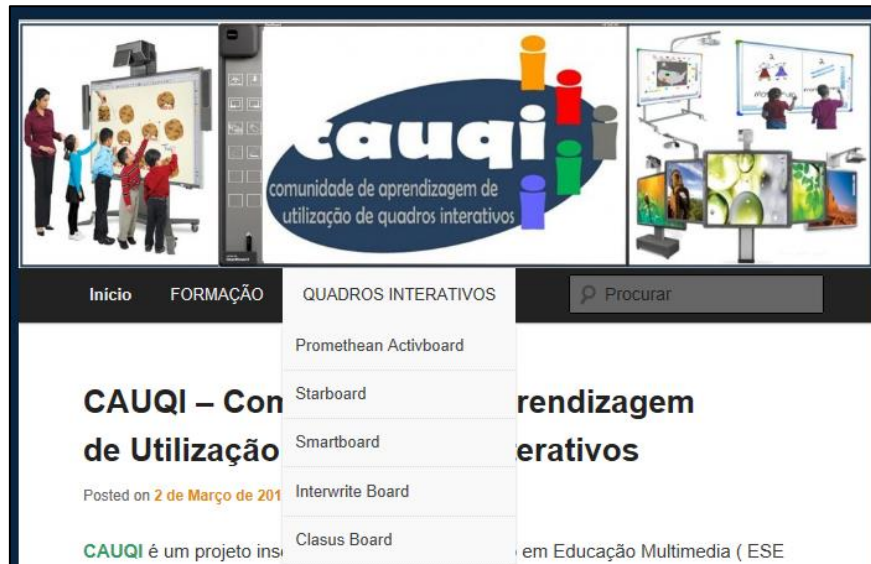 cauqi
comunidade de aprendizagem de
utilização de quadros interativos
Início FORMAÇÃO QUADROS INTERATIVOS Procurar
Promethean Activboard
Starboard
Smartboard
Interwrite Board
Clasus Board
CAUQI – Com rendizagem
de Utilização erativos
Posted on 2 de Março de 201
CAUQI é um projeto ins em Educação Multimedia ( ESE